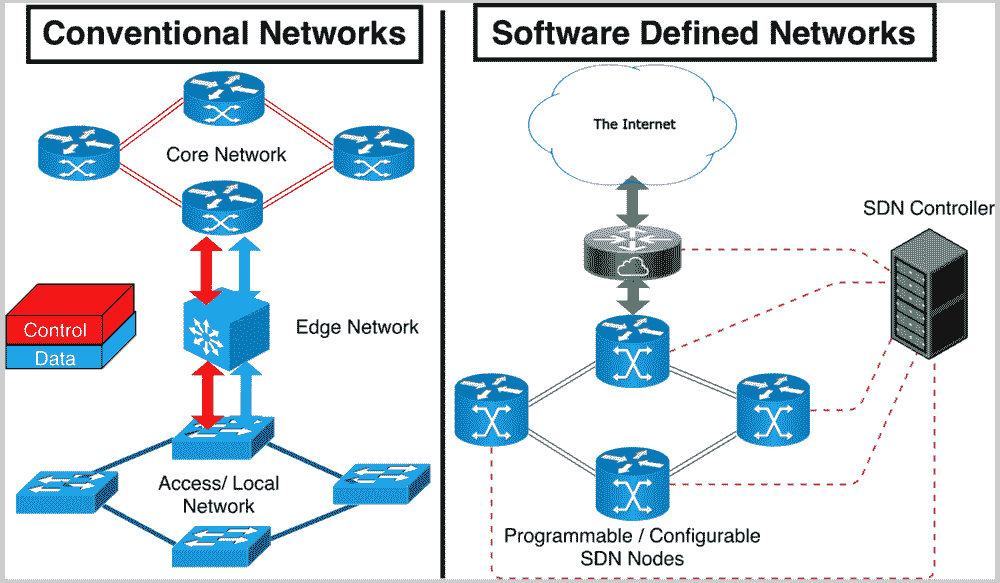 Conventional Networks
Core Network
Control
Data
Edge Network
Access/ Local
Network
Software Defined Networks
The Internet
SDN Controller
Programmable / Configurable
SDN Nodes